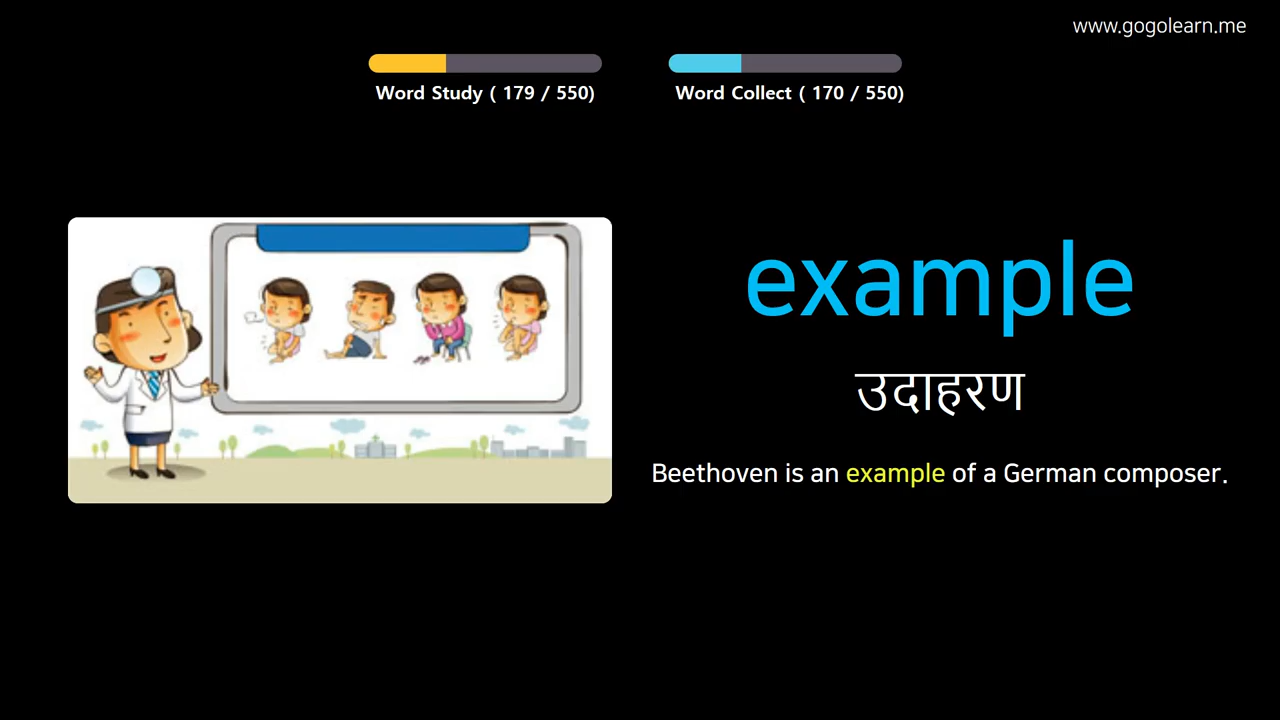 www.gogolearn.me
Word Study ( 179 / 550)
Word Collect ( 170 / 550)
example
उदाहरण
Beethoven is an example of a German composer.